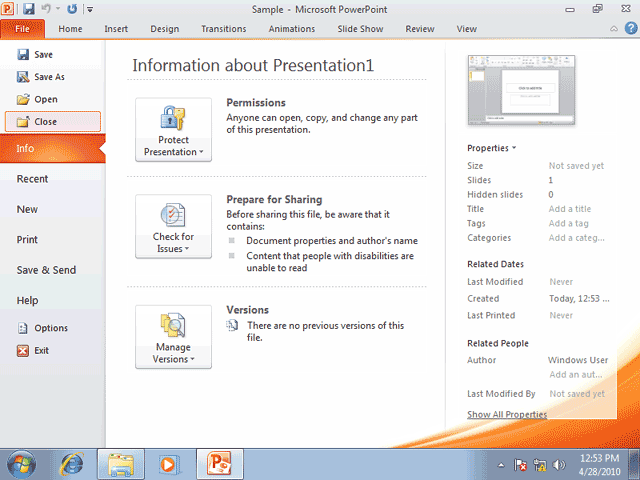 Sample - Microsoft PowerPoint
File Home Insert Design Transitions Animations Slide Show Review View
Save
Save As
Open
Close
Info
Recent
New
Print
Save & Send
Help
Options
Exit
Information about Presentation1
Protect
Presentation
Permissions
Anyone can open, copy, and change any part
of this presentation.
Check for
Issues
Prepare for Sharing
Before sharing this file, be aware that it
contains:
Document properties and author's name
Content that people with disabilities are
unable to read
Manage
Versions
Versions
There are no previous versions of this
file.
Properties
Size Not saved yet
Slides 1
Hidden slides 0
Title Add a title
Tags Add a tag
Categories Add a categ...
Related Dates
Last Modified Never
Created Today, 12:53 ...
Last Printed Never
Related People
Author Windows User
Add an aut...
Last Modified By Not saved yet
Show All Properties
12:53 PM
4/28/2010